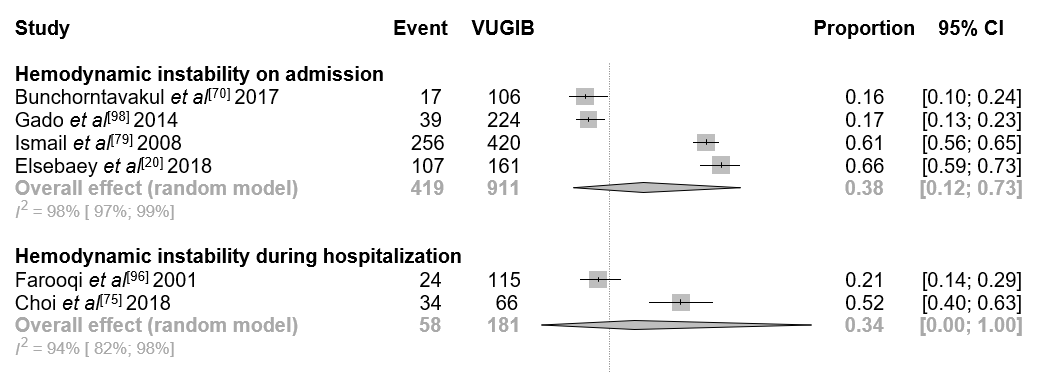 Study Event VUGIB Proportion 95% CI
Hemodynamic instability on admission
Bunchorntavakul et al[70] 2017 17 106 0.16 [0.10; 0.24]
Gado et al[98] 2014 39 224 0.17 [0.13; 0.23]
Ismail et al[79] 2008 256 420 0.61 [0.56; 0.65]
Elsebaey et al[20] 2018 107 161 0.66 [0.59; 0.73]
Overall effect (random model) 419 911 0.38 [0.12; 0.73]
I2 = 98% [ 97%; 99%]
Hemodynamic instability during hospitalization
Farooqi et al[96] 2001 24 115 0.21 [0.14; 0.29]
Choi et al[75] 2018 34 66 0.52 [0.40; 0.63]
Overall effect (random model) 58 181 0.34 [0.00; 1.00]
I2 = 94% [ 82%; 98%]